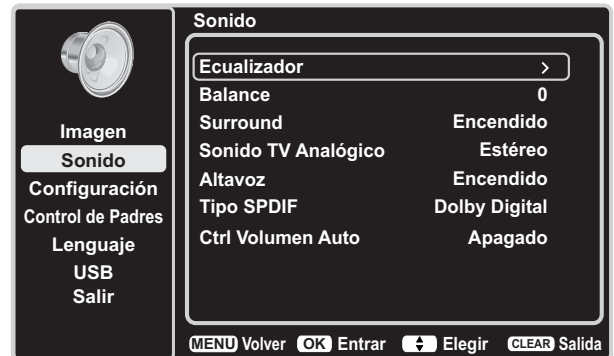 Sonido
Imagen
Sonido
Configuración
Control de Padres
Lenguaje
USB
Salir
Ecualizador >
Balance 0
Surround Encendido
Sonido TV Analógico Estéreo
Altavoz Encendido
Tipo SPDIF Dolby Digital
Ctrl Volumen Auto Apagado
MENU Volver OK Entrar Elegir CLEAR Salida